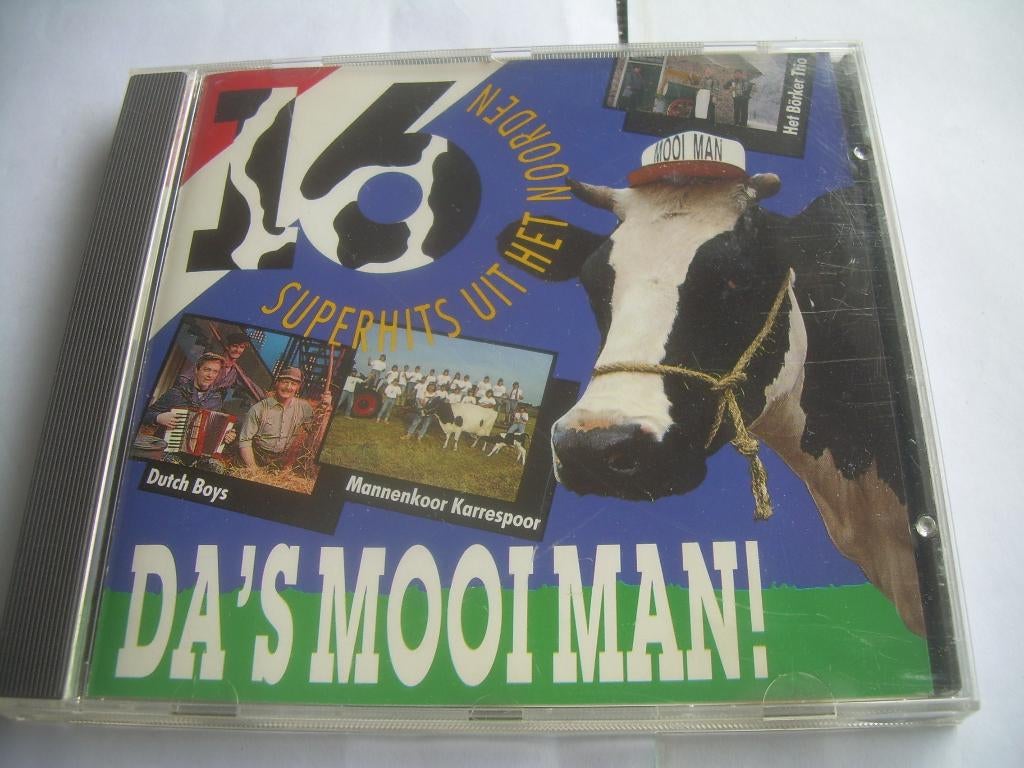 16
SUPERHITS UIT HET NOORDEN
Het Börker Trio
MOOI MAN
Dutch Boys
Mannenkoor Karrespoor
DA'S MOOI MAN!